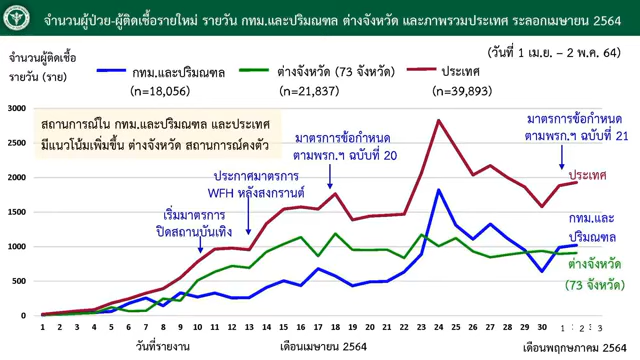 จำนวนผู้ป่วย-ผู้ติดเชื้อรายใหม่ รายวัน กทม.และปริมณฑล ต่างจังหวัด และภาพรวมประเทศ ระลอกเมษายน 2564
จำนวนผู้ติดเชื้อ
รายวัน (ราย)
(วันที่ 1 เม.ย. – 2 พ.ค. 64)
กทม.และปริมณฑล
(n=18,056)
ต่างจังหวัด (73 จังหวัด)
(n=21,837)
ประเทศ
(n=39,893)
สถานการณ์ใน กทม.และปริมณฑล และประเทศ
มีแนวโน้มเพิ่มขึ้น ต่างจังหวัด สถานการณ์คงตัว
เริ่มมาตรการ
ปิดสถานบันเทิง
ประกาศมาตรการ
WFH หลังสงกรานต์
มาตรการข้อกำหนด
ตามพรก.ฯ ฉบับที่ 20
มาตรการข้อกำหนด
ตามพรก.ฯ ฉบับที่ 21
ประเทศ
กทม.และ
ปริมณฑล
ต่างจังหวัด
(73 จังหวัด)
3000
2500
2000
1500
1000
500
0
1 2 3 4 5 6 7 8 9 10 11 12 13 14 15 16 17 18 19 20 21 22 23 24 25 26 27 28 29 30 1 2 3
วันที่รายงาน
เดือนเมษายน 2564
เดือนพฤษภาคม 2564